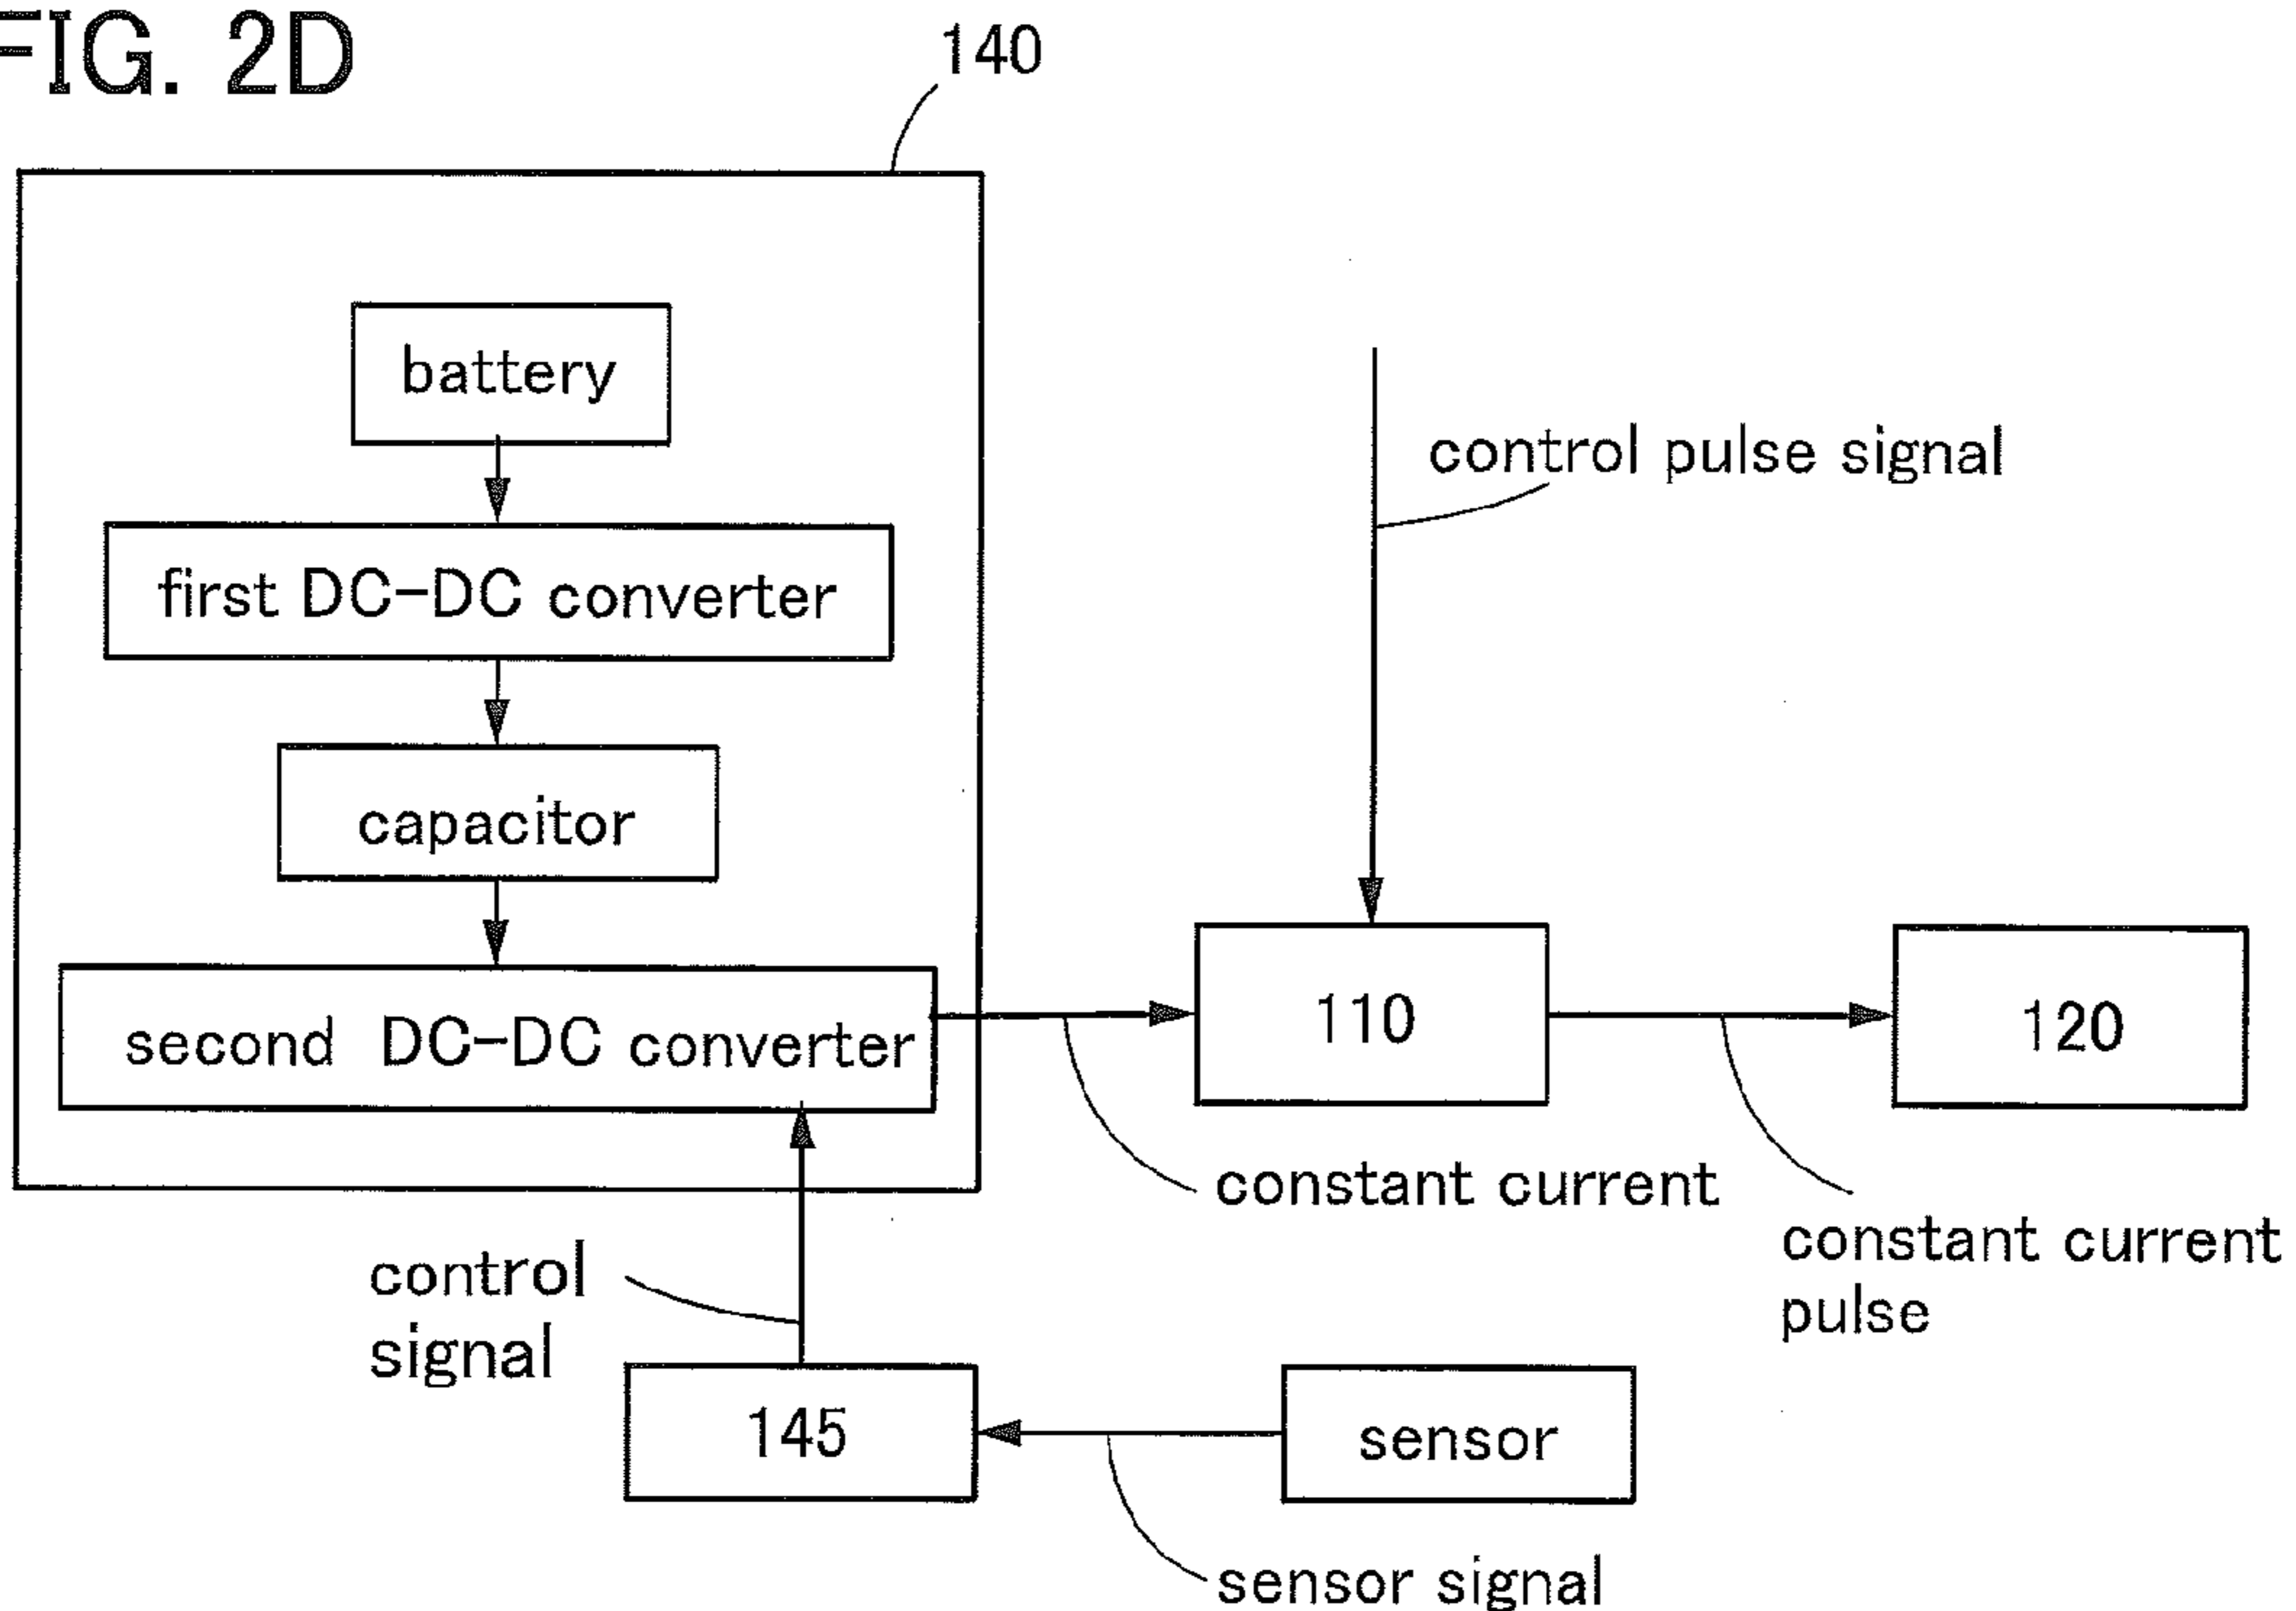 FIG. 2D
140
battery
control pulse signal
first DC-DC converter
capacitor
second DC-DC converter
110
120
constant current
constant current
pulse
control
signal
145
sensor
sensor signal